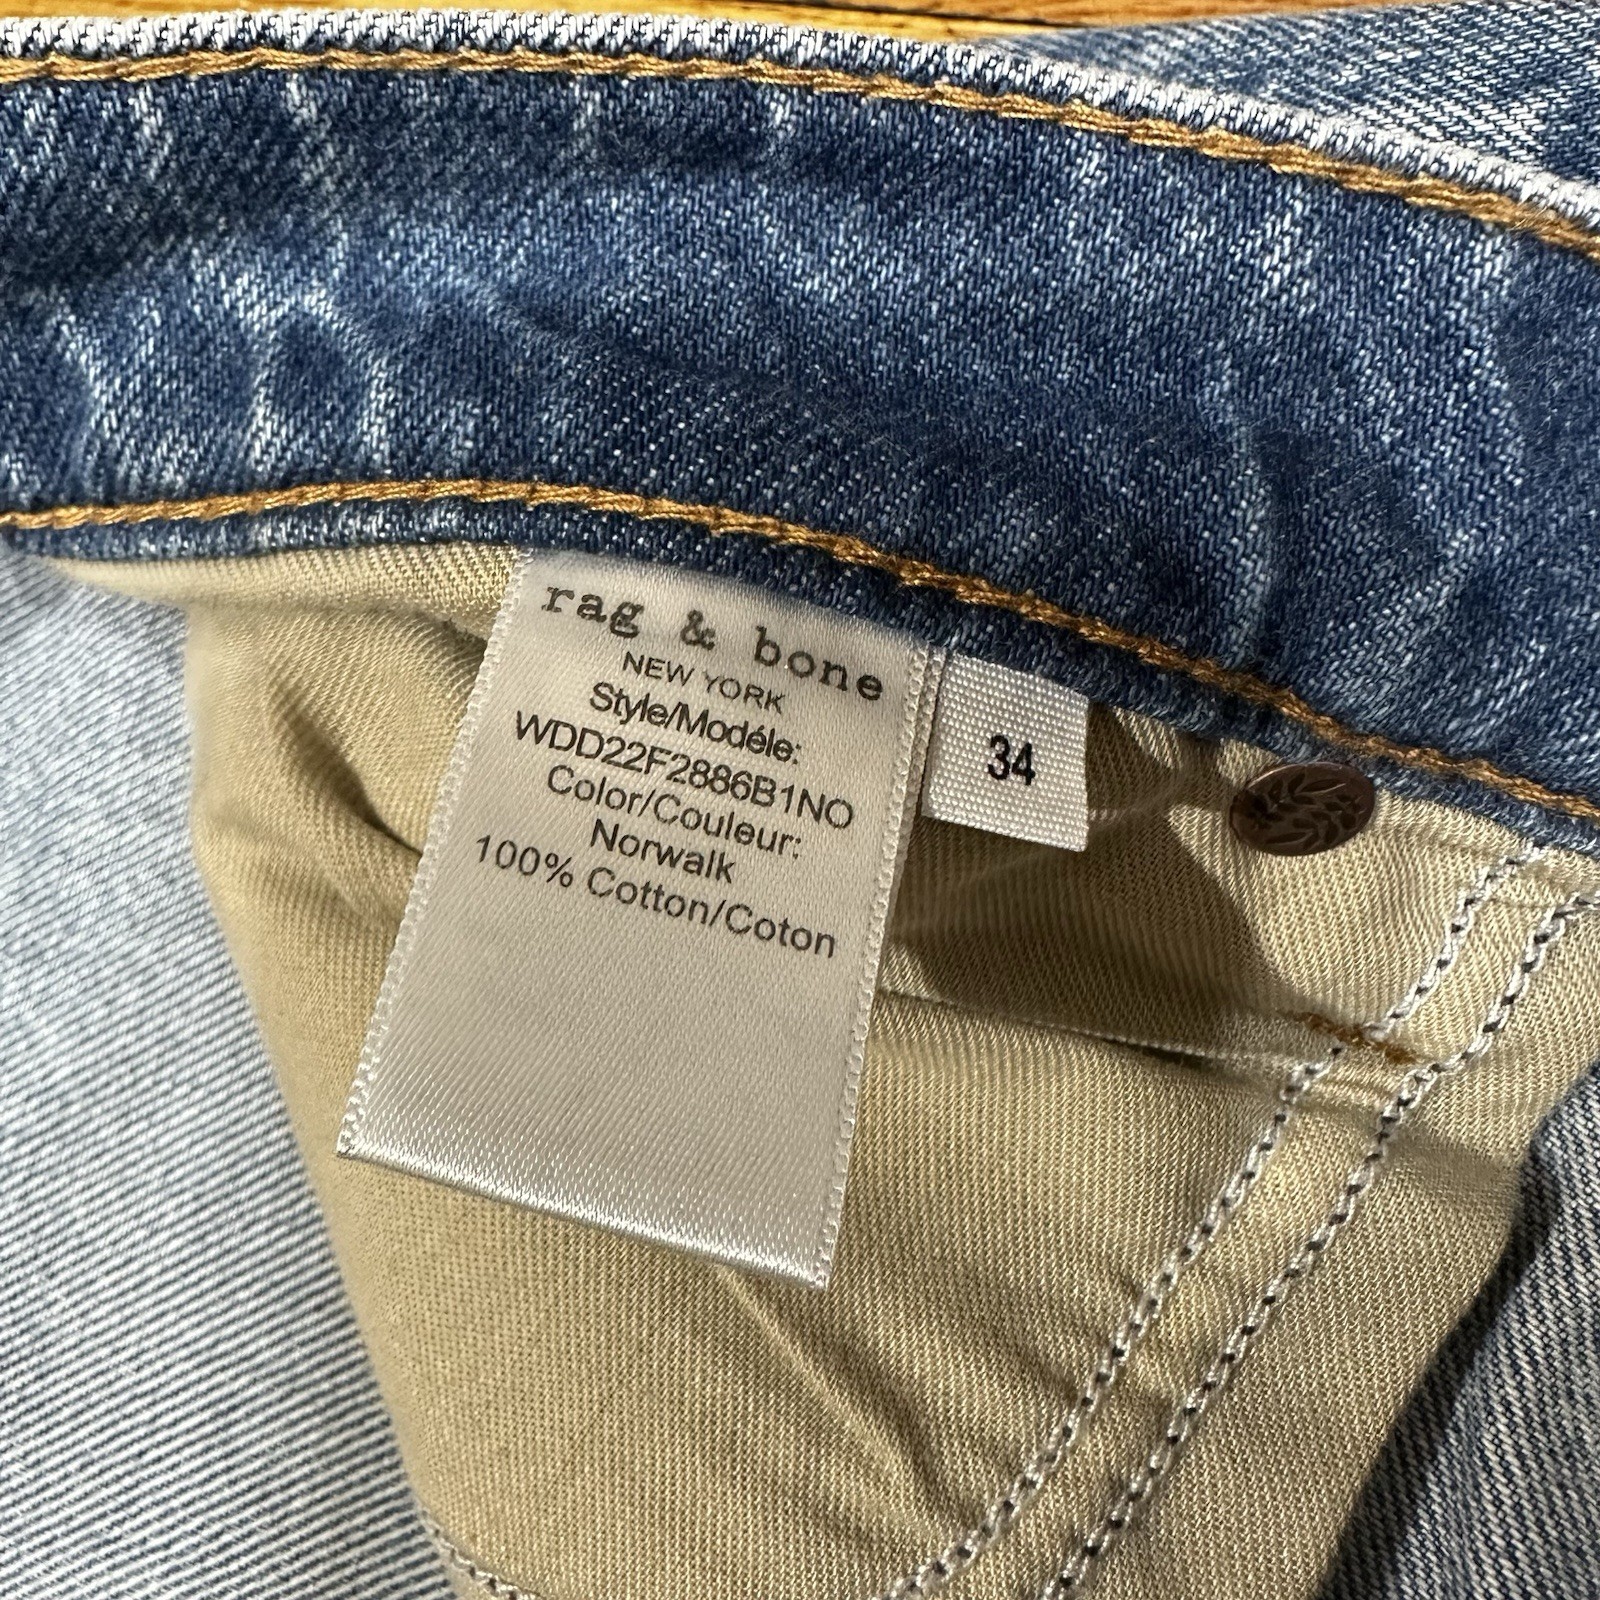 rag & bone
NEW YORK
Style/Modéle:
WDD22F2886B1NO
Color/Couleur:
Norwalk
100% Cotton/Coton
34